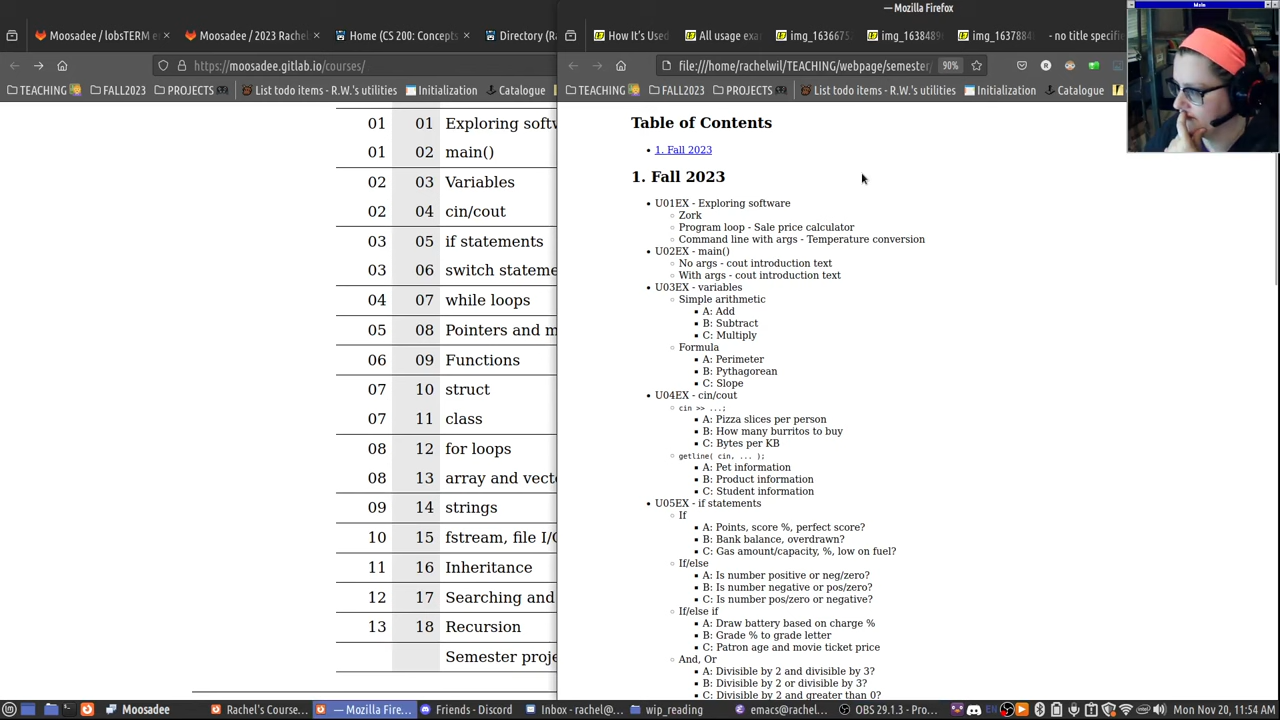 — Mozilla Firefox
Main
Moosadee / lobsTERM e
Moosadee / 2023 Rachel
Home (CS 200: Concepts
Directory
How It's Used
All usage exa
img_1636675
img_1638489
img_1637884
- no title specifi
https://moosadee.gitlab.io/courses/
file:///home/rachelwil/TEACHING/webpage/semester/
90%
TEACHING
FALL2023
PROJECTS
List todo items - R.W.'s utilities
Initialization
Catalogue
TEACHING
FALL2023
PROJECTS
List todo items - R.W.'s utilities
Initialization
Catalogue
01 01 Exploring softw
01 02 main()
02 03 Variables
02 04 cin/cout
03 05 if statements
03 06 switch stateme
04 07 while loops
05 08 Pointers and m
06 09 Functions
07 10 struct
07 11 class
08 12 for loops
08 13 array and vect
09 14 strings
10 15 fstream, file I/O
11 16 Inheritance
12 17 Searching and
13 18 Recursion
Semester proje
Table of Contents
1. Fall 2023
1. Fall 2023
U01EX - Exploring software
Zork
Program loop - Sale price calculator
Command line with args - Temperature conversion
U02EX - main()
No args - cout introduction text
With args - cout introduction text
U03EX - variables
Simple arithmetic
A: Add
B: Subtract
C: Multiply
Formula
A: Perimeter
B: Pythagorean
C: Slope
U04EX - cin/cout
cin >> ...;
A: Pizza slices per person
B: How many burritos to buy
C: Bytes per KB
getline( cin, ... );
A: Pet information
B: Product information
C: Student information
U05EX - if statements
If
A: Points, score %, perfect score?
B: Bank balance, overdrawn?
C: Gas amount/capacity, %, low on fuel?
If/else
A: Is number positive or neg/zero?
B: Is number negative or pos/zero?
C: Is number pos/zero or negative?
If/else if
A: Draw battery based on charge %
B: Grade % to grade letter
C: Patron age and movie ticket price
And, Or
A: Divisible by 2 and divisible by 3?
B: Divisible by 2 or divisible by 3?
C: Divisible by 2 and greater than 0?
Moosadee
Rachel's Course...
— Mozilla Fire...
Friends - Discord
Inbox - rachel@...
wip_reading
emacs@rachel...
OBS 29.1.3 - Pro...
EN
Mon Nov 20, 11:54 AM